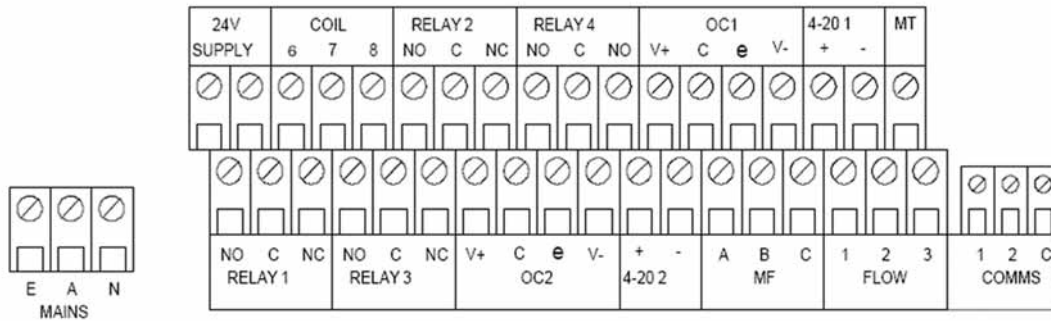 24V COIL RELAY 2 RELAY 4 OC1 4-20 1 MT
SUPPLY 6 7 8 NO C NC NO C NO V+ C e V- + -
NO C NC NO C NC V+ C e V- + - A B C 1 2 3 1 2 C
RELAY 1 RELAY 3 OC2 4-20 2 MF FLOW COMMS
E A N
MAINS